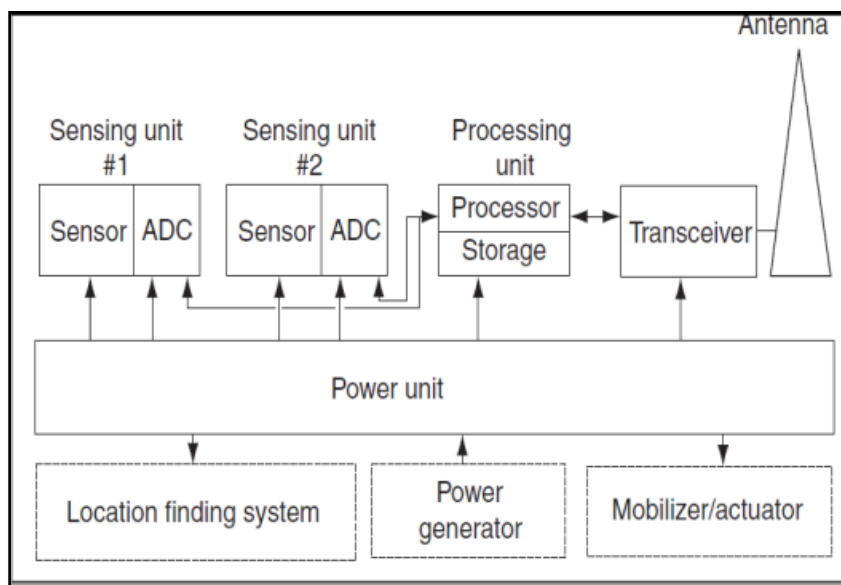 Antenna
Sensing unit
#1
Sensing unit
#2
Processing
unit
Sensor
ADC
Sensor
ADC
Processor
Storage
Transceiver
Power unit
Location finding system
Power
generator
Mobilizer/actuator